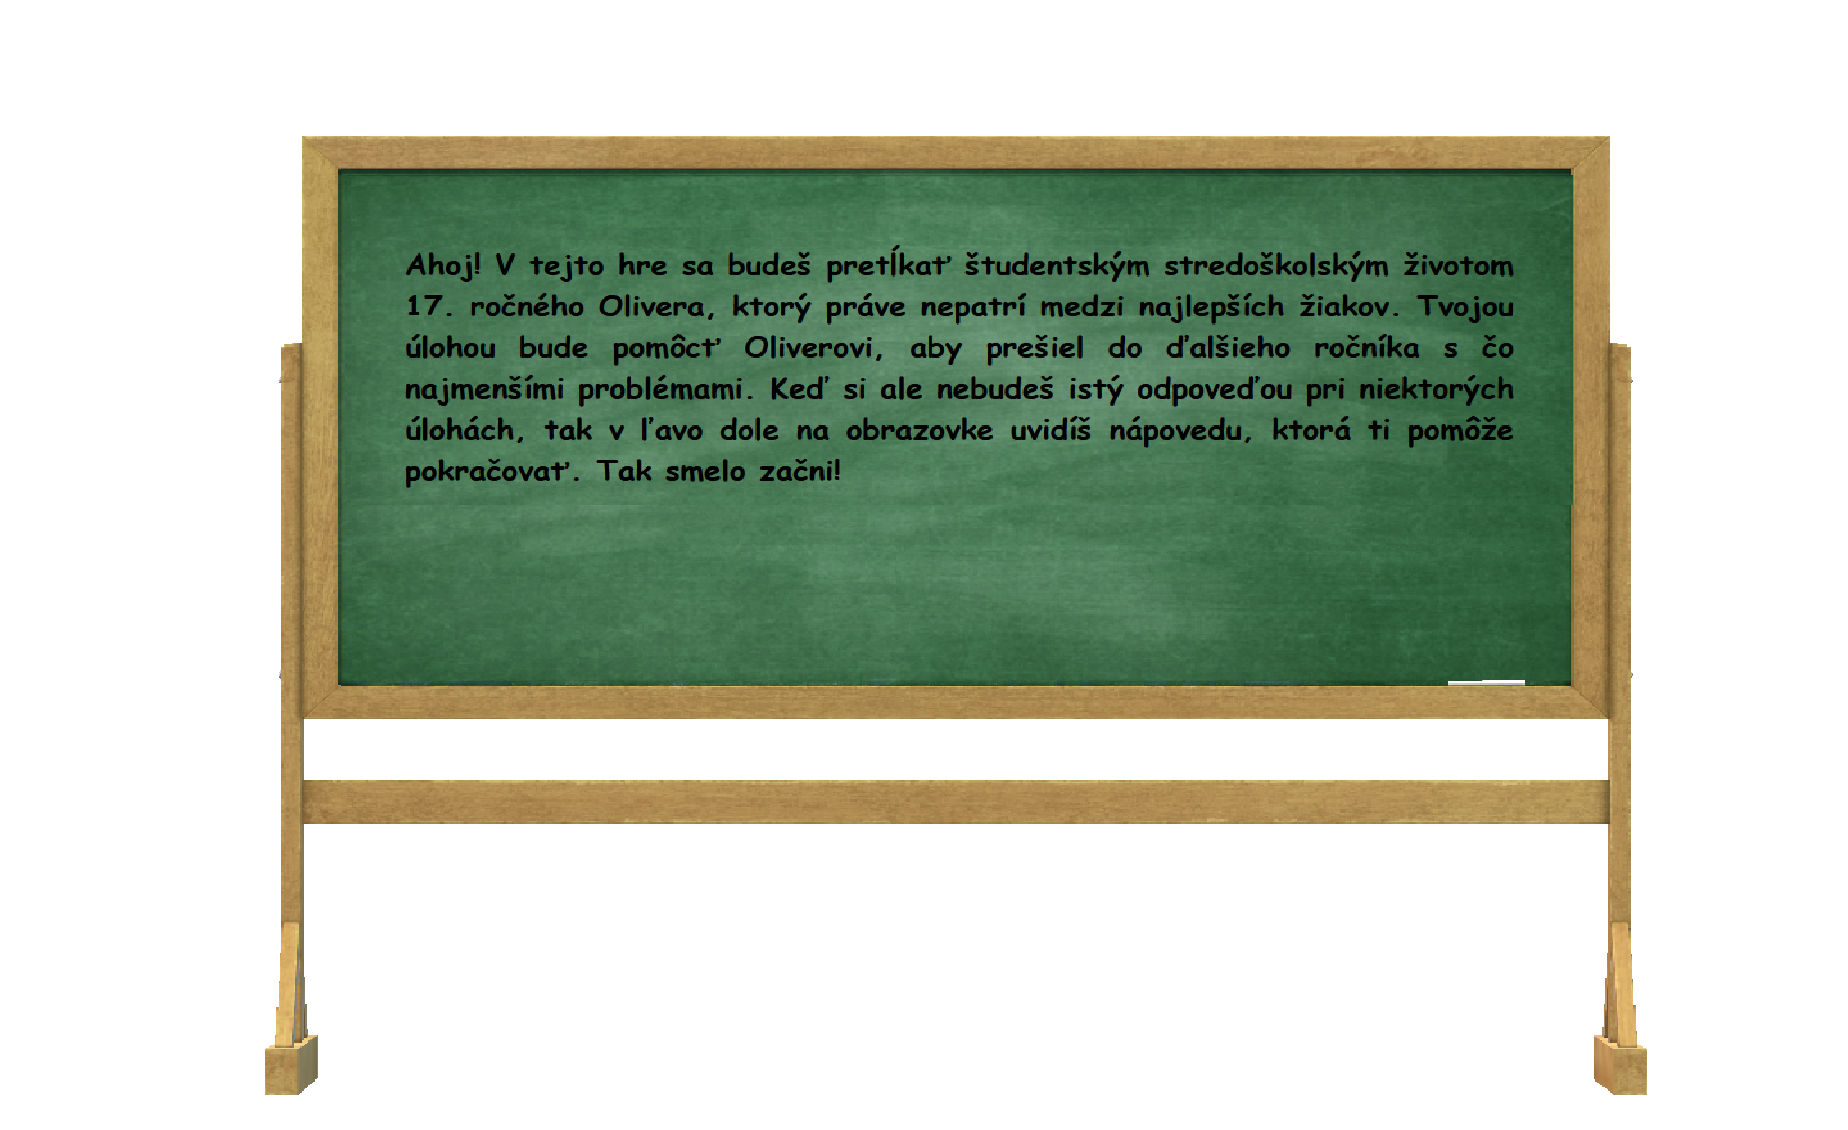 Ahoj! V tejto hre sa budeš pretĺkať študentským stredoškolským životom
17. ročného Olivera, ktorý práve nepatrí medzi najlepších žiakov. Tvojou
úlohou bude pomôcť Oliverovi, aby prešiel do ďalšieho ročníka s čo
najmenšími problémami. Keď si ale nebudeš istý odpoveďou pri niektorých
úlohách, tak v ľavo dole na obrazovke uvidíš nápovedu, ktorá ti pomôže
pokračovať. Tak smelo začni!